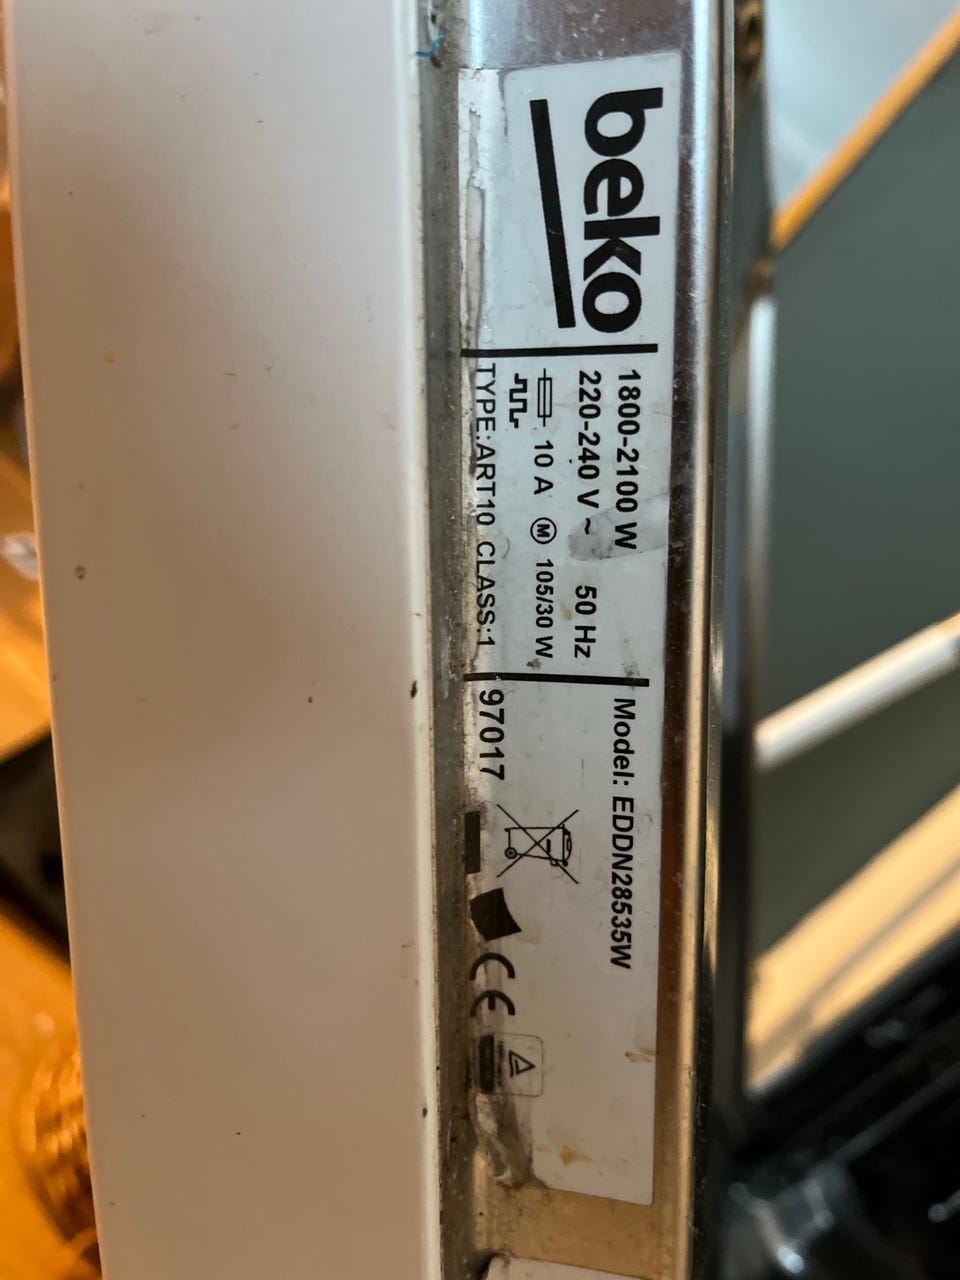 beko
1800-2100 W
220-240 V ~ 50 Hz
10 A M 105/30 W
TYPE:ART10 CLASS:1
Model: EDDN28535W
97017
CE